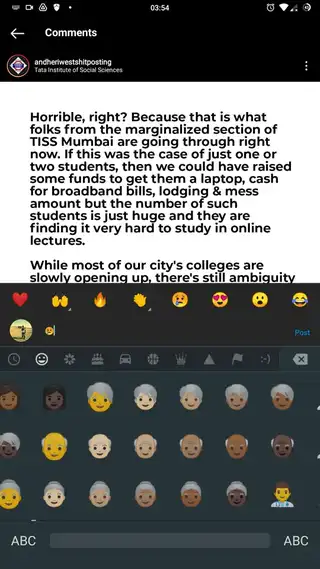 03:54
Comments
andheriwestshitposting
Tata Institute of Social Sciences
Horrible, right? Because that is what
folks from the marginalized section of
TISS Mumbai are going through right
now. If this was the case of just one or
two students, then we could have raised
some funds to get them a laptop, cash
for broadband bills, lodging & mess
amount but the number of such
students is just huge and they are
finding it very hard to study in online
lectures.
While most of our city's colleges are
slowly opening up, there's still ambiguity
Post
:-)
ABC ABC